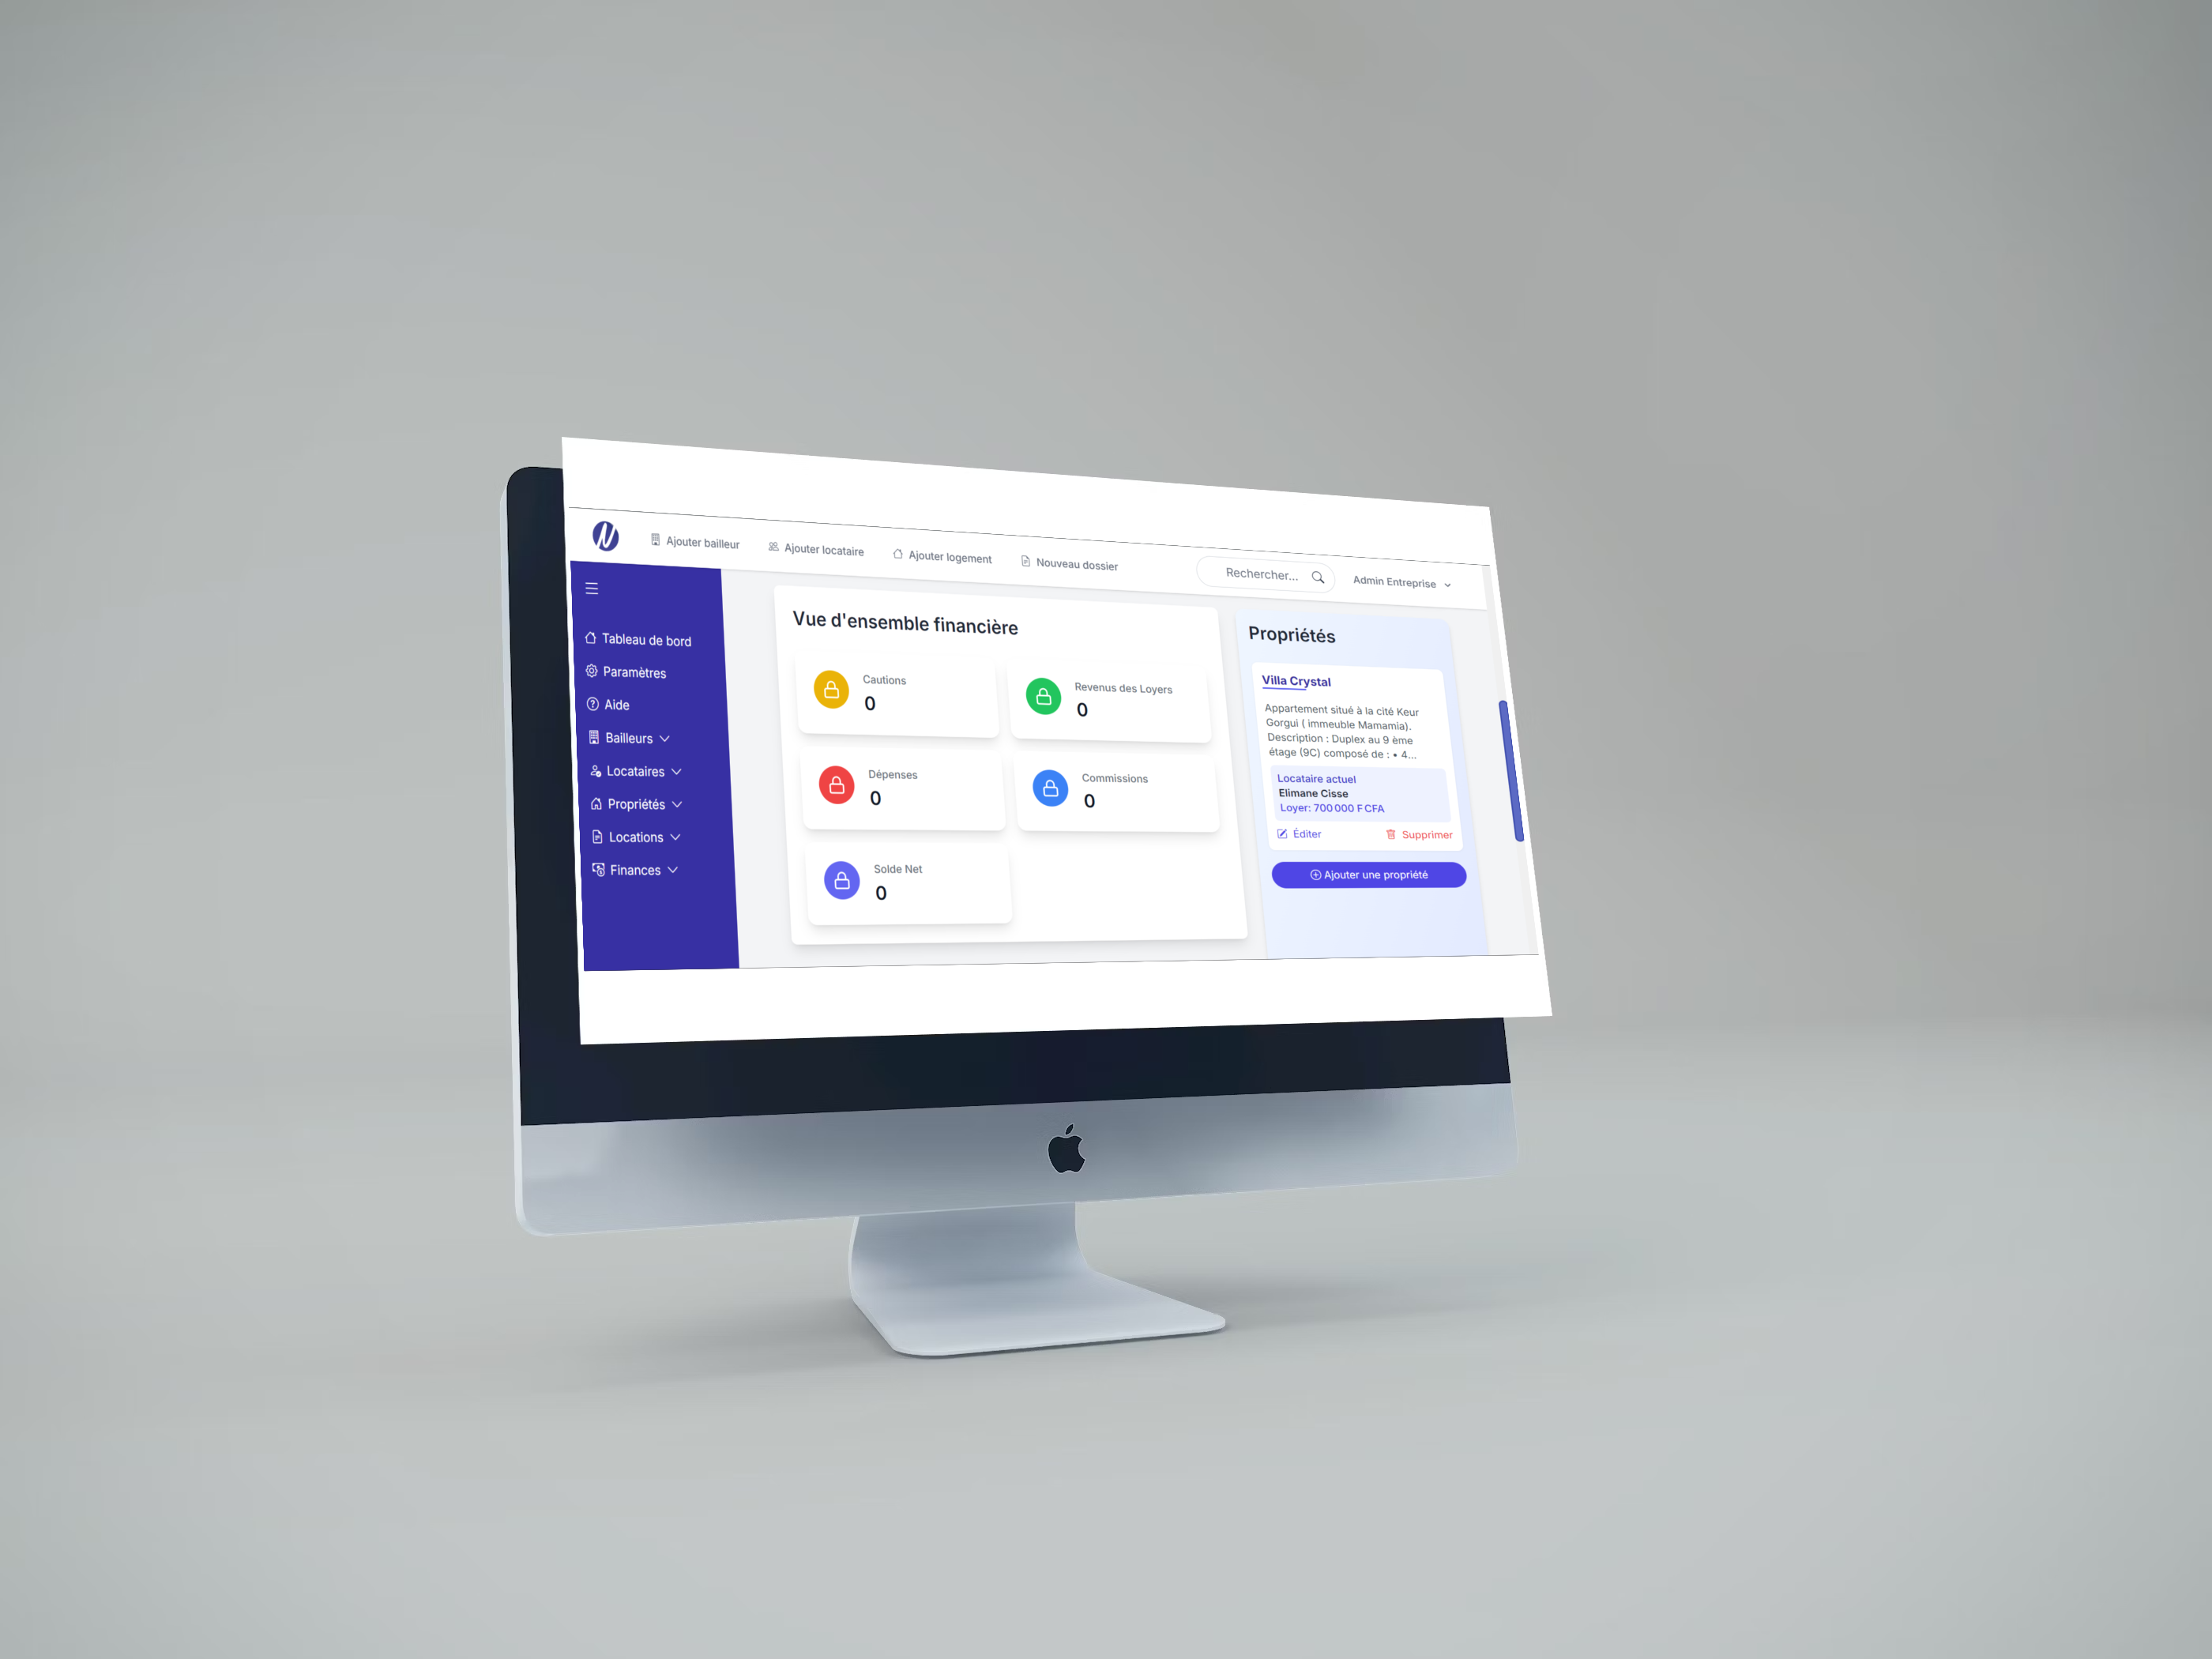 Ajouter bailleur
Ajouter locataire
Ajouter logement
Nouveau dossier
Rechercher...
Admin Entreprise
Tableau de bord
Paramètres
Aide
Bailleurs
Locataires
Propriétés
Locations
Finances
Vue d'ensemble financière
Cautions
0
Revenus des Loyers
0
Dépenses
0
Commissions
0
Solde Net
0
Propriétés
Villa Crystal
Appartement situé à la cité Keur
Gorgui ( immeuble Mamamia).
Description : Duplex au 9 ème
étage (9C) composé de : • 4...
Locataire actuel
Elimane Cisse
Loyer: 700 000 F CFA
Éditer
Supprimer
Ajouter une propriété